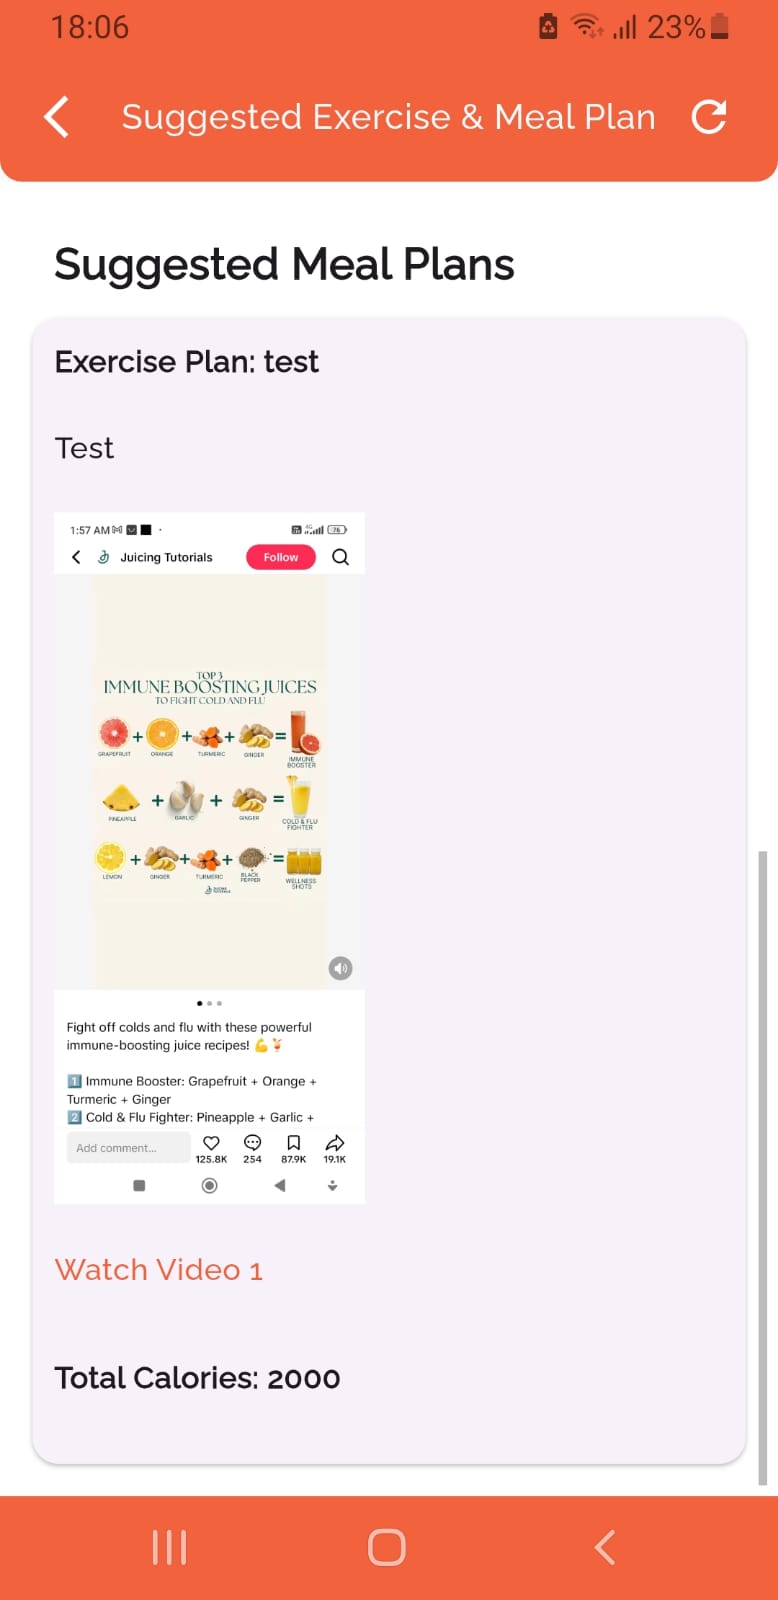 18:06
23%
Suggested Exercise & Meal Plan
Suggested Meal Plans
Exercise Plan: test
Test
1:57 AM
4G
76
Juicing Tutorials
Follow
TOP 3
IMMUNE BOOSTING JUICES
TO FIGHT COLD AND FLU
+ + + =
GRAPEFRUIT ORANGE TURMERIC GINGER
IMMUNE
BOOSTER
+ + =
PINEAPPLE GARLIC GINGER
COLD & FLU
FIGHTER
+ + + =
LEMON GINGER TURMERIC
BLACK
PEPPER
WELLNESS
SHOTS
Fight off colds and flu with these powerful
immune-boosting juice recipes! 💪🍹
1️⃣ Immune Booster: Grapefruit + Orange +
Turmeric + Ginger
2️⃣ Cold & Flu Fighter: Pineapple + Garlic +
Add comment...
125.8K 254 87.9K 19.1K
Watch Video 1
Total Calories: 2000